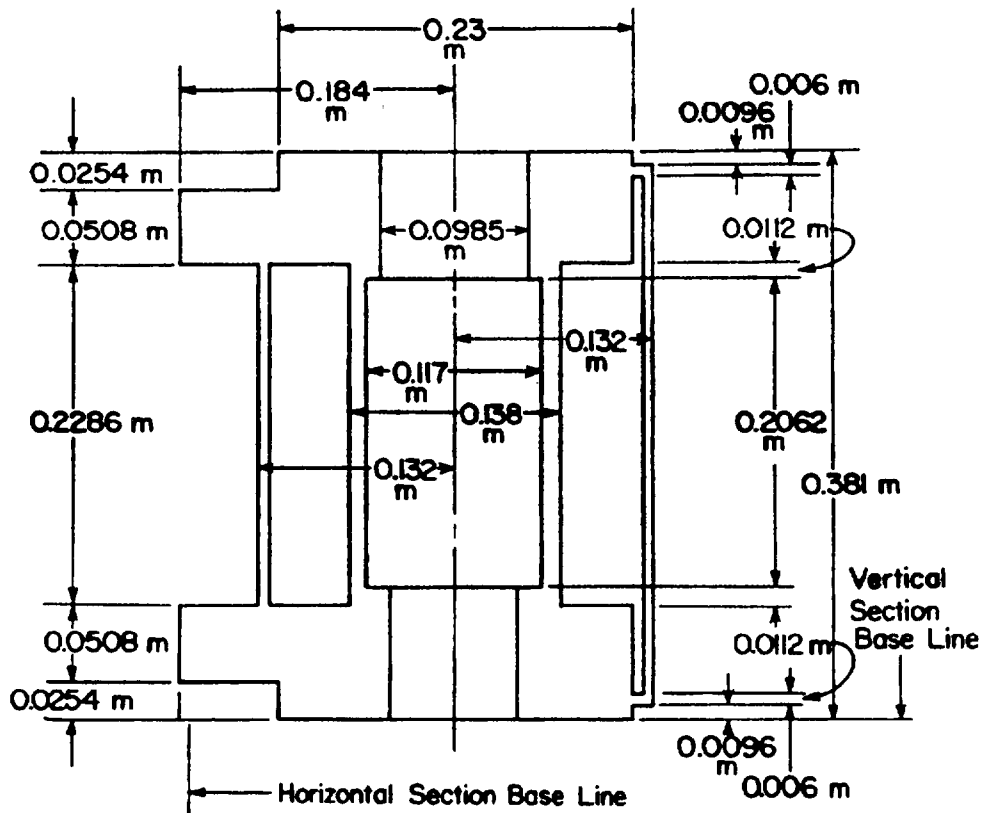 0.23
m
0.184
m
0.006 m
0.0096
m
0.0254 m
0.0508 m
0.0985
m
0.0112 m
0.132
m
0.117
m
0.138
m
0.2286 m
0.2062
m
0.132
m
0.381 m
Vertical
Section
Base Line
0.0508 m
0.0112 m
0.0254 m
0.0096
m
0.006 m
Horizontal Section Base Line